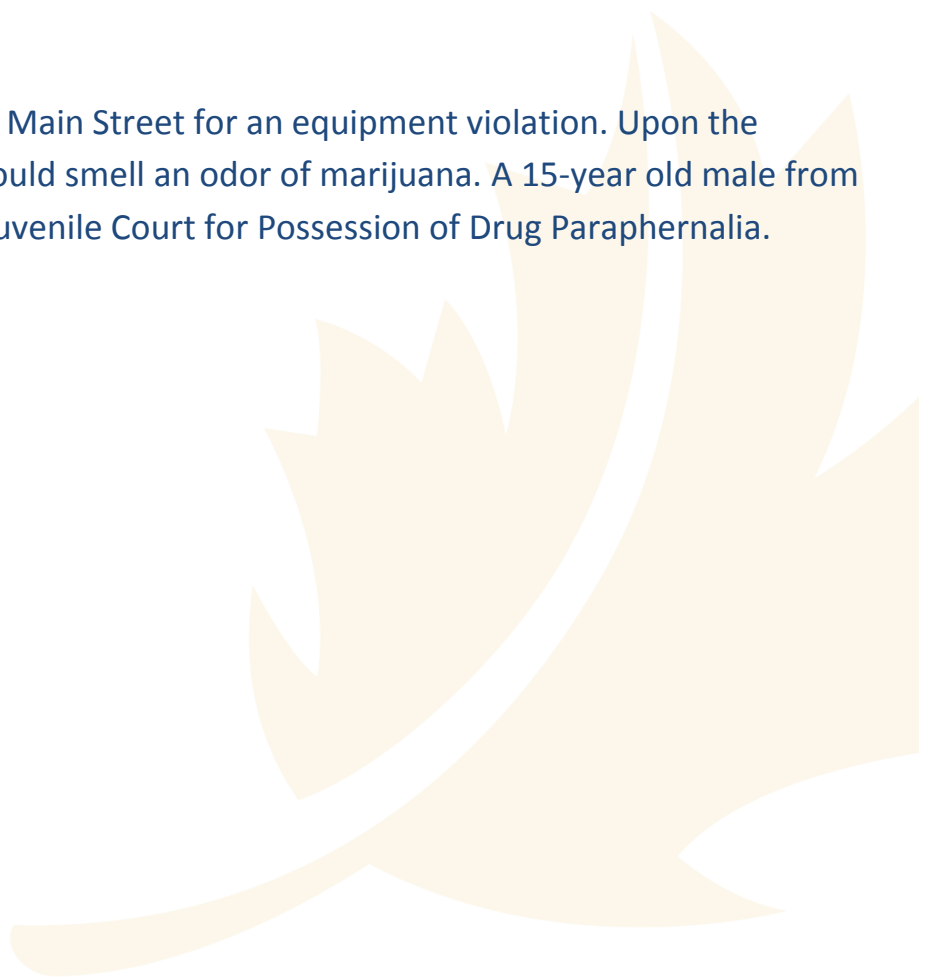 Main Street for an equipment violation. Upon the
ould smell an odor of marijuana. A 15-year old male from
uvenile Court for Possession of Drug Paraphernalia.